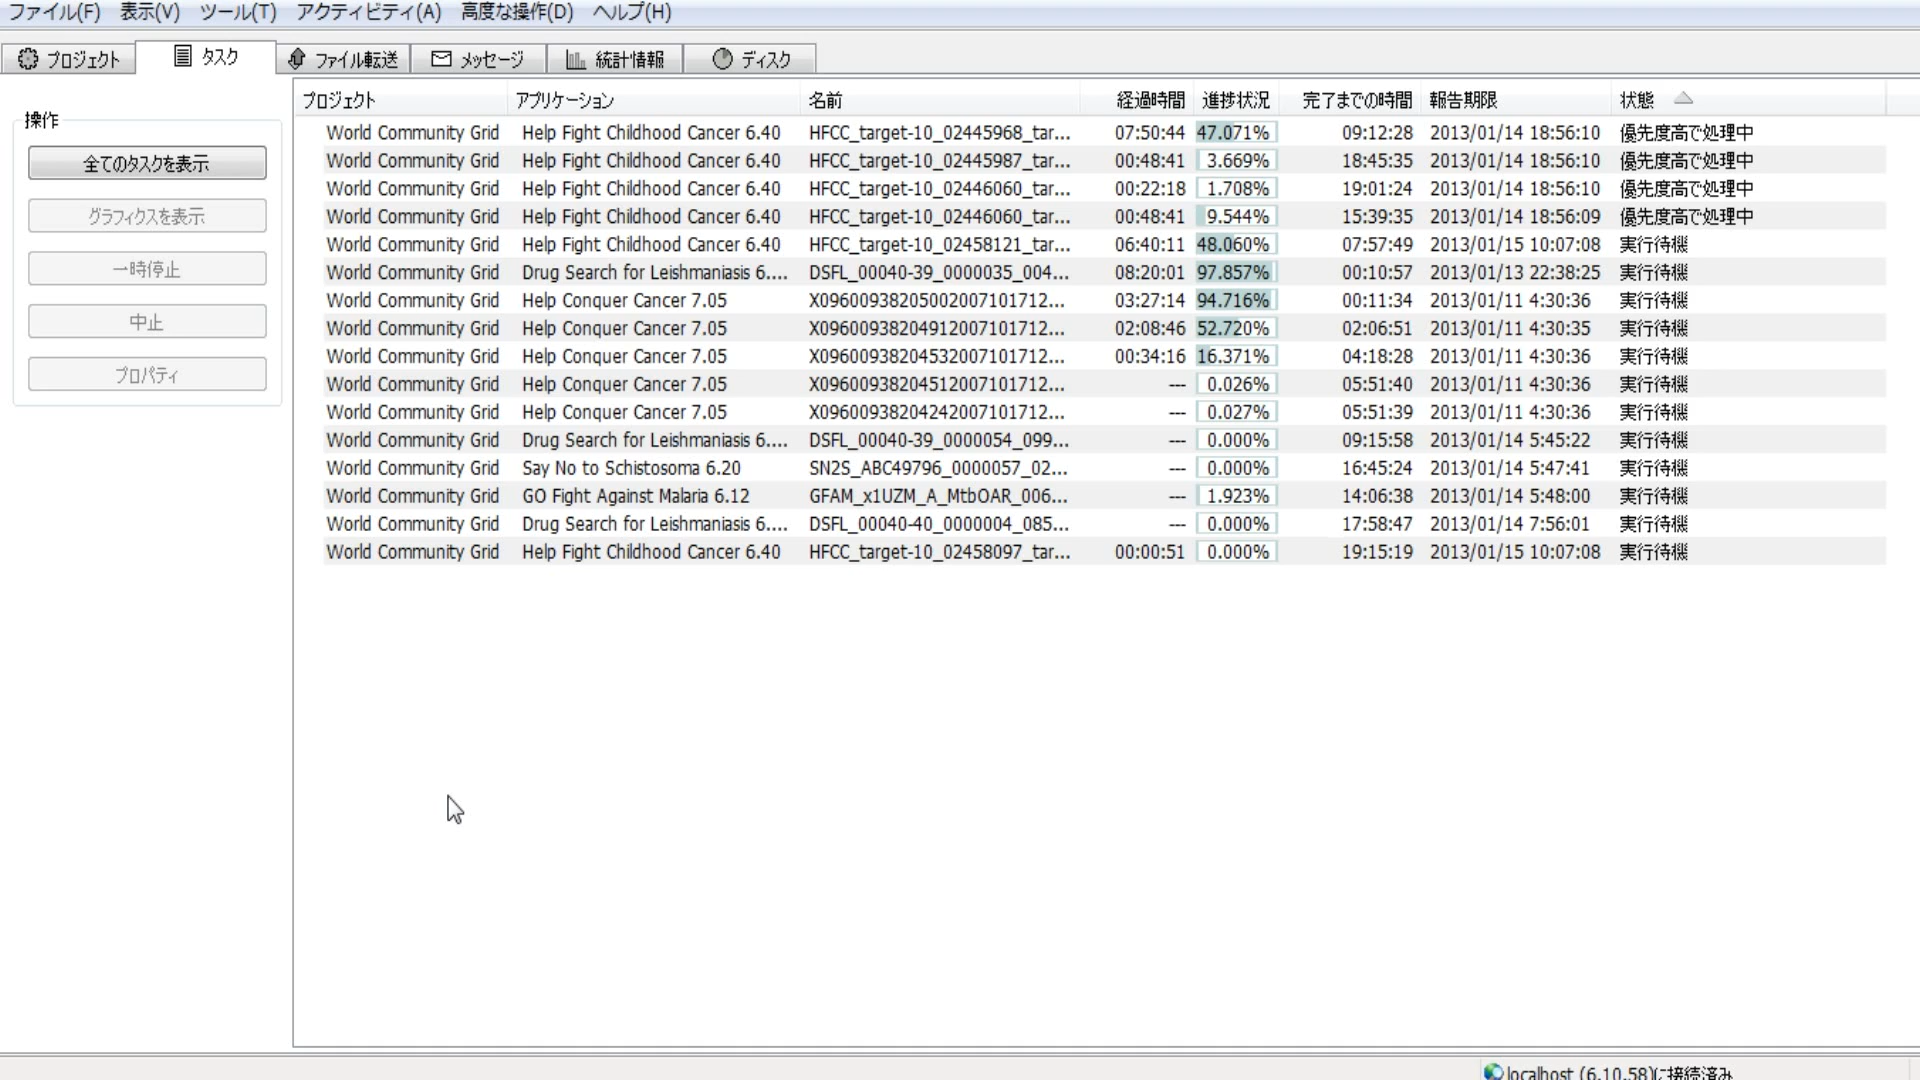 ファイル(F) 表示(V) ツール(T) アクティビティ(A) 高度な操作(D) ヘルプ(H)
プロジェクト タスク ファイル転送 メッセージ 統計情報 ディスク
操作
全てのタスクを表示
グラフィクスを表示
一時停止
中止
プロパティ
プロジェクト アプリケーション 名前 経過時間 進捗状況 完了までの時間 報告期限 状態
World Community Grid Help Fight Childhood Cancer 6.40 HFCC_target-10_02445968_tar... 07:50:44 47.071% 09:12:28 2013/01/14 18:56:10 優先度高で処理中
World Community Grid Help Fight Childhood Cancer 6.40 HFCC_target-10_02445987_tar... 00:48:41 3.669% 18:45:35 2013/01/14 18:56:10 優先度高で処理中
World Community Grid Help Fight Childhood Cancer 6.40 HFCC_target-10_02446060_tar... 00:22:18 1.708% 19:01:24 2013/01/14 18:56:10 優先度高で処理中
World Community Grid Help Fight Childhood Cancer 6.40 HFCC_target-10_02446060_tar... 00:48:41 9.544% 15:39:35 2013/01/14 18:56:09 優先度高で処理中
World Community Grid Help Fight Childhood Cancer 6.40 HFCC_target-10_02458121_tar... 06:40:11 48.060% 07:57:49 2013/01/15 10:07:08 実行待機
World Community Grid Drug Search for Leishmaniasis 6.... DSFL_00040-39_0000035_004... 08:20:01 97.857% 00:10:57 2013/01/13 22:38:25 実行待機
World Community Grid Help Conquer Cancer 7.05 X0960093820500200710171​2... 03:27:14 94.716% 00:11:34 2013/01/11 4:30:36 実行待機
World Community Grid Help Conquer Cancer 7.05 X0960093820491200710171​2... 02:08:46 52.720% 02:06:51 2013/01/11 4:30:35 実行待機
World Community Grid Help Conquer Cancer 7.05 X0960093820453200710171​2... 00:34:16 16.371% 04:18:28 2013/01/11 4:30:36 実行待機
World Community Grid Help Conquer Cancer 7.05 X0960093820451200710171​2... --- 0.026% 05:51:40 2013/01/11 4:30:36 実行待機
World Community Grid Help Conquer Cancer 7.05 X0960093820424200710171​2... --- 0.027% 05:51:39 2013/01/11 4:30:36 実行待機
World Community Grid Drug Search for Leishmaniasis 6.... DSFL_00040-39_0000054_099... --- 0.000% 09:15:58 2013/01/14 5:45:22 実行待機
World Community Grid Say No to Schistosoma 6.20 SN2S_ABC49796_0000057_02... --- 0.000% 16:45:24 2013/01/14 5:47:41 実行待機
World Community Grid GO Fight Against Malaria 6.12 GFAM_x1UZM_A_MtbOAR_006... --- 1.923% 14:06:38 2013/01/14 5:48:00 実行待機
World Community Grid Drug Search for Leishmaniasis 6.... DSFL_00040-40_0000004_085... --- 0.000% 17:58:47 2013/01/14 7:56:01 実行待機
World Community Grid Help Fight Childhood Cancer 6.40 HFCC_target-10_02458097_tar... 00:00:51 0.000% 19:15:19 2013/01/15 10:07:08 実行待機
localhost (6.10.58)に接続済み